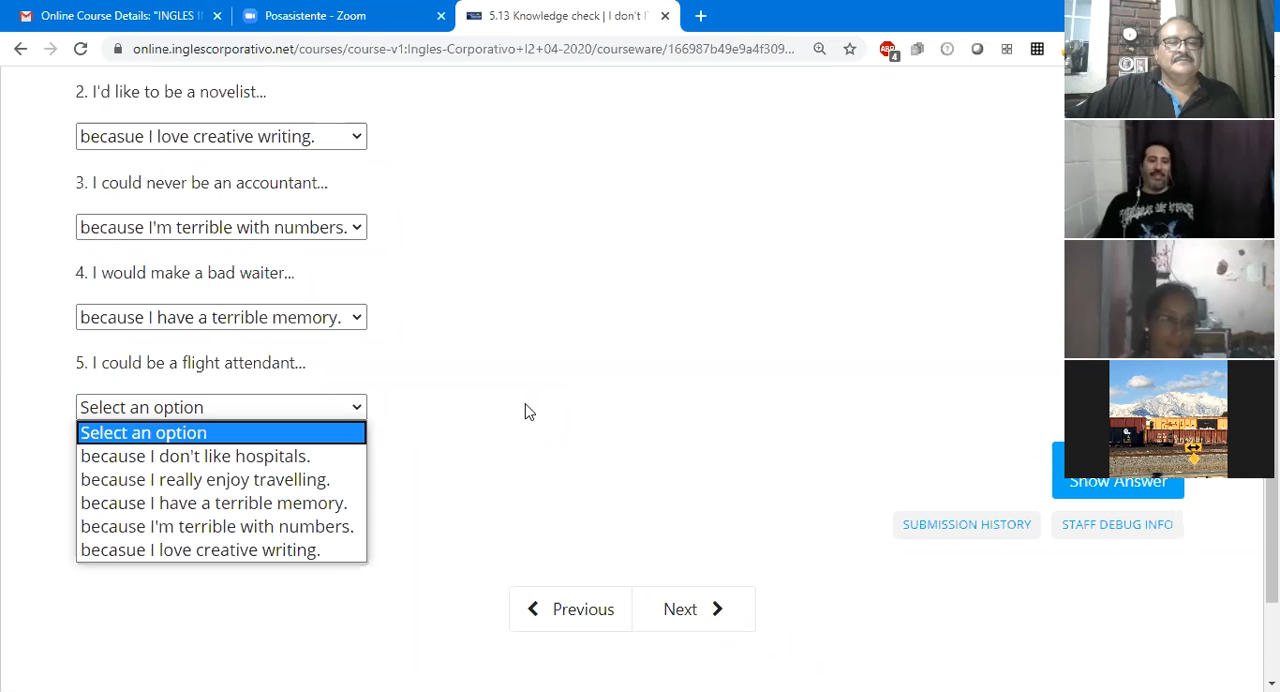 Online Course Details: "INGLES I
Posasistente - Zoom
5.13 Knowledge check | I don't l
online.inglescorporativo.net/courses/course-v1:Ingles-Corporativo+I2+04-2020/courseware/166987b49e9a4f309...
ABP
4
2. I'd like to be a novelist...
becasue I love creative writing.
3. I could never be an accountant...
because I'm terrible with numbers.
4. I would make a bad waiter...
because I have a terrible memory.
5. I could be a flight attendant...
Select an option
Select an option
because I don't like hospitals.
because I really enjoy travelling.
because I have a terrible memory.
because I'm terrible with numbers.
becasue I love creative writing.
Show Answer
SUBMISSION HISTORY
STAFF DEBUG INFO
Previous
Next